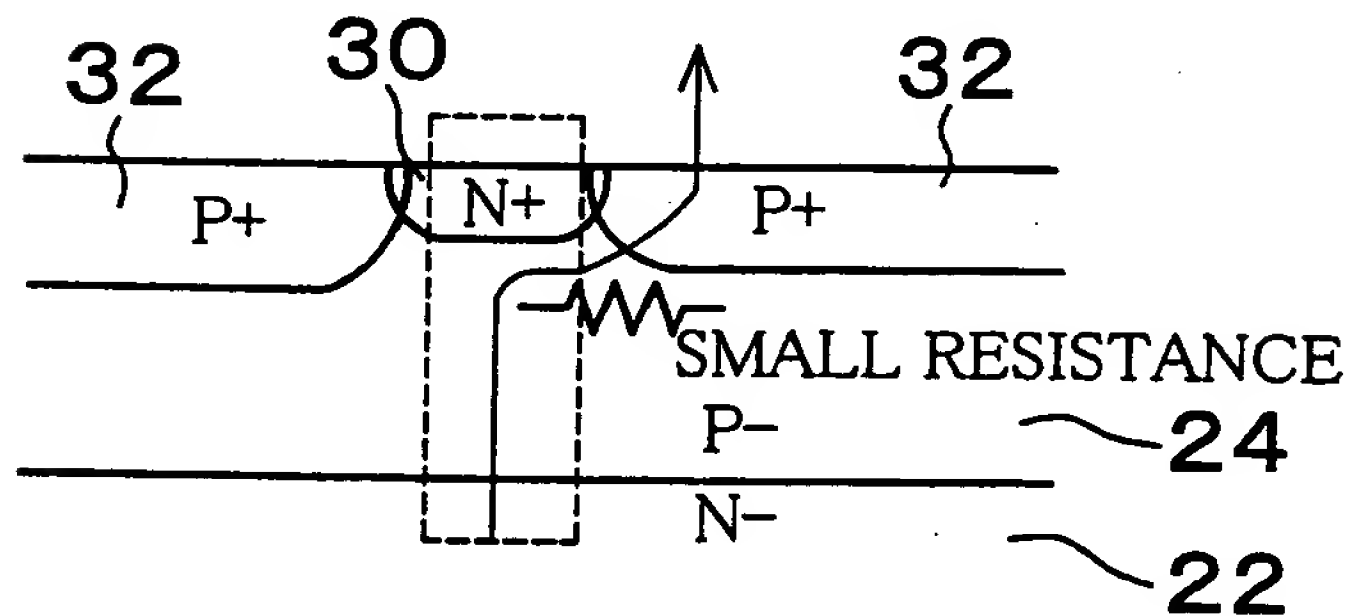 32 30 32
P+ N+ P+
SMALL RESISTANCE
P- 24
N-
22